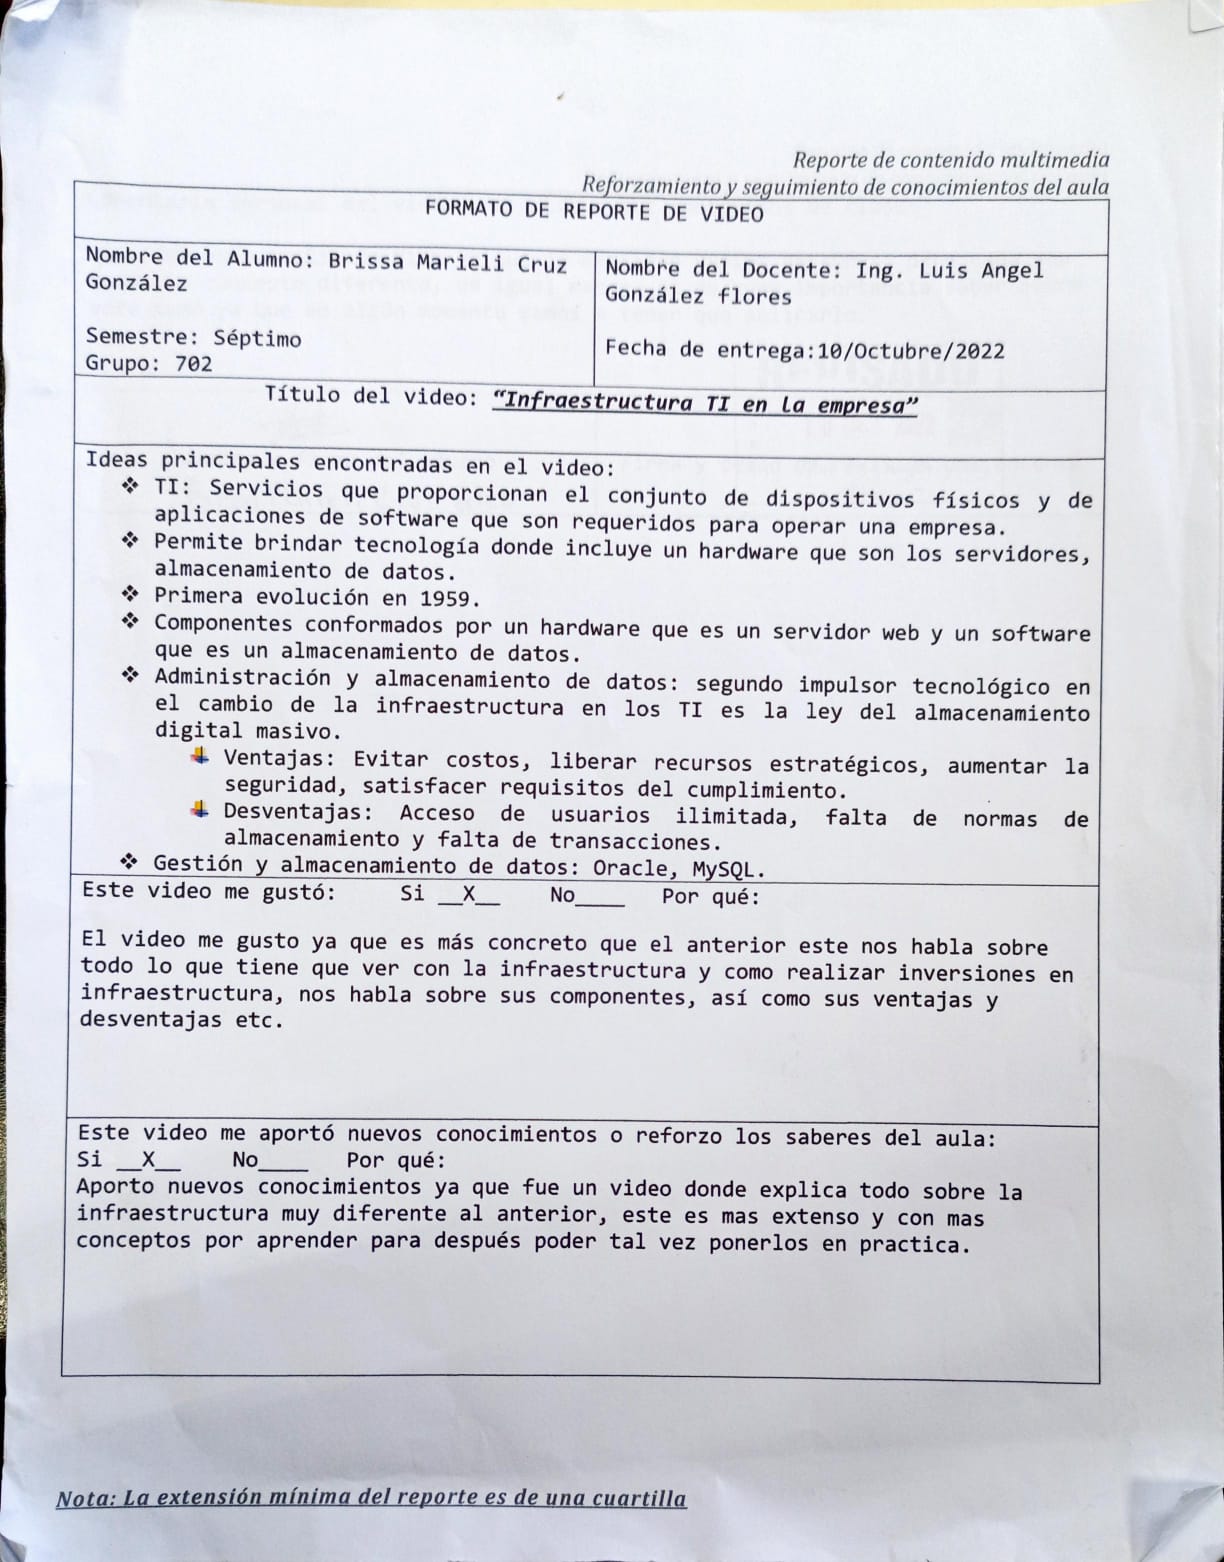 Reporte de contenido multimedia
Reforzamiento y seguimiento de conocimientos del aula
FORMATO DE REPORTE DE VIDEO
Nombre del Alumno: Brissa Marieli Cruz
González
Semestre: Séptimo
Grupo: 702
Nombre del Docente: Ing. Luis Angel
González flores
Fecha de entrega:10/Octubre/2022
Título del video: “Infraestructura TI en la empresa”
Ideas principales encontradas en el video:
❖ TI: Servicios que proporcionan el conjunto de dispositivos físicos y de
aplicaciones de software que son requeridos para operar una empresa.
❖ Permite brindar tecnología donde incluye un hardware que son los servidores,
almacenamiento de datos.
❖ Primera evolución en 1959.
❖ Componentes conformados por un hardware que es un servidor web y un software
que es un almacenamiento de datos.
❖ Administración y almacenamiento de datos: segundo impulsor tecnológico en
el cambio de la infraestructura en los TI es la ley del almacenamiento
digital masivo.
Ventajas: Evitar costos, liberar recursos estratégicos, aumentar la
seguridad, satisfacer requisitos del cumplimiento.
Desventajas: Acceso de usuarios ilimitada, falta de normas de
almacenamiento y falta de transacciones.
❖ Gestión y almacenamiento de datos: Oracle, MySQL.
Este video me gustó: Si __X__ No____ Por qué:
El video me gusto ya que es más concreto que el anterior este nos habla sobre
todo lo que tiene que ver con la infraestructura y como realizar inversiones en
infraestructura, nos habla sobre sus componentes, así como sus ventajas y
desventajas etc.
Este video me aportó nuevos conocimientos o reforzo los saberes del aula:
Si __X__ No____ Por qué:
Aporto nuevos conocimientos ya que fue un video donde explica todo sobre la
infraestructura muy diferente al anterior, este es mas extenso y con mas
conceptos por aprender para después poder tal vez ponerlos en practica.
Nota: La extensión mínima del reporte es de una cuartilla